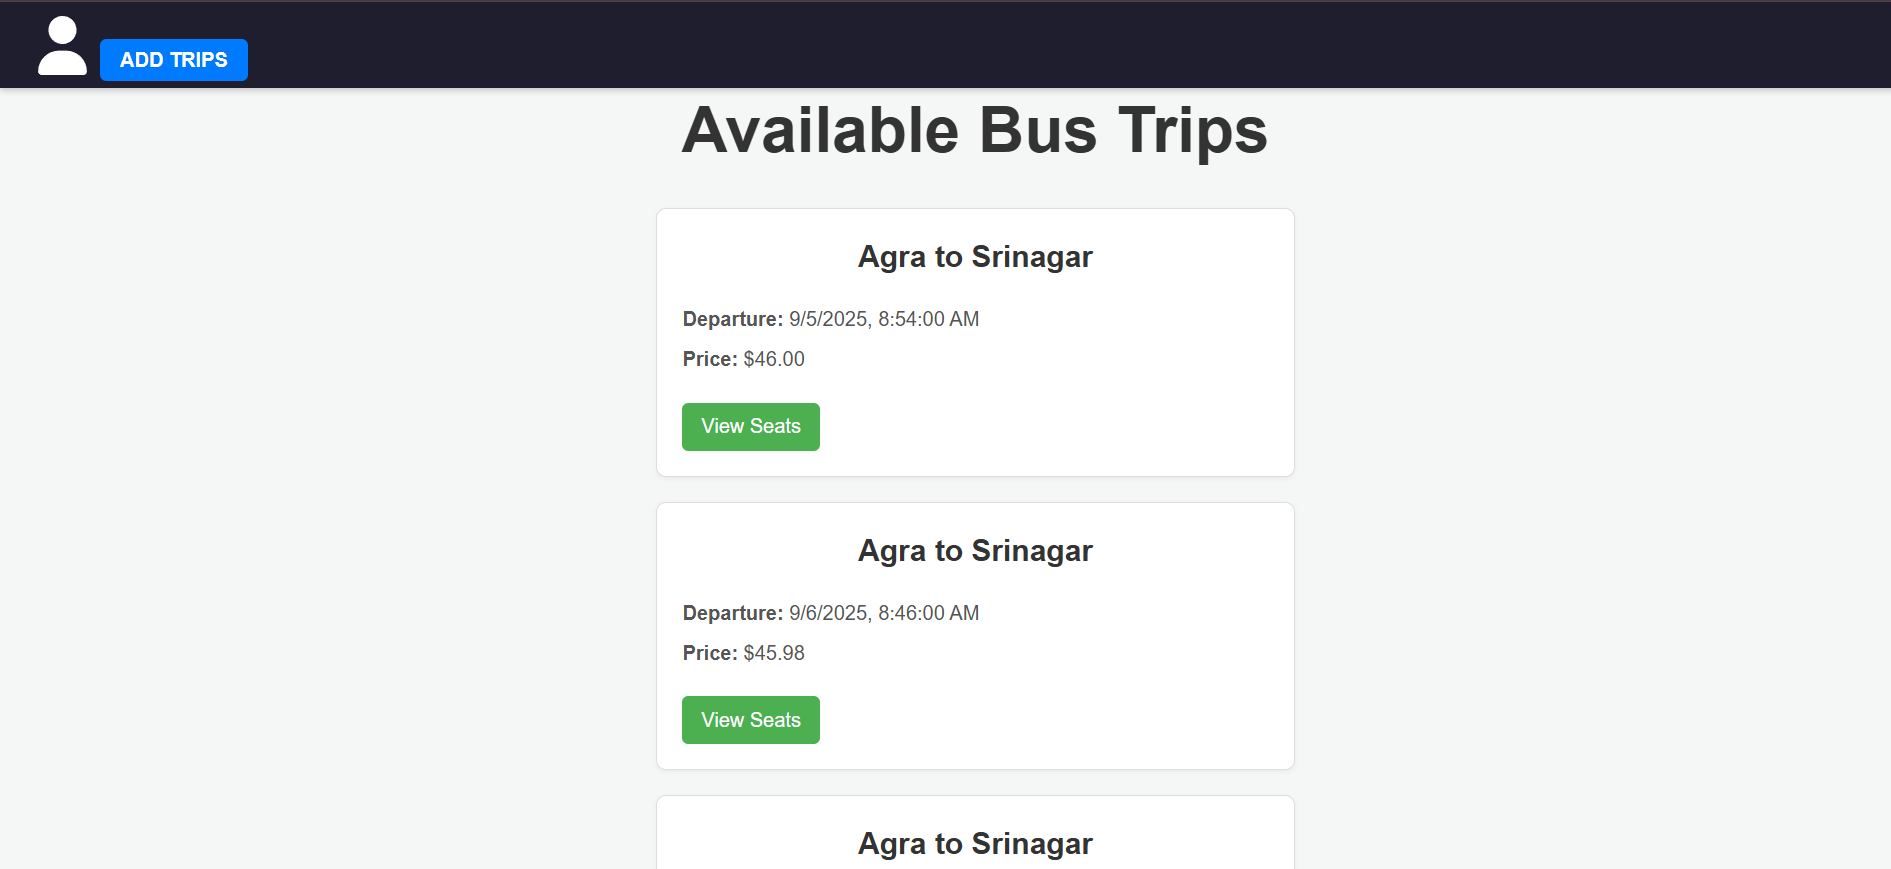 ADD TRIPS
Available Bus Trips
Agra to Srinagar
Departure: 9/5/2025, 8:54:00 AM
Price: $46.00
View Seats
Agra to Srinagar
Departure: 9/6/2025, 8:46:00 AM
Price: $45.98
View Seats
Agra to Srinagar